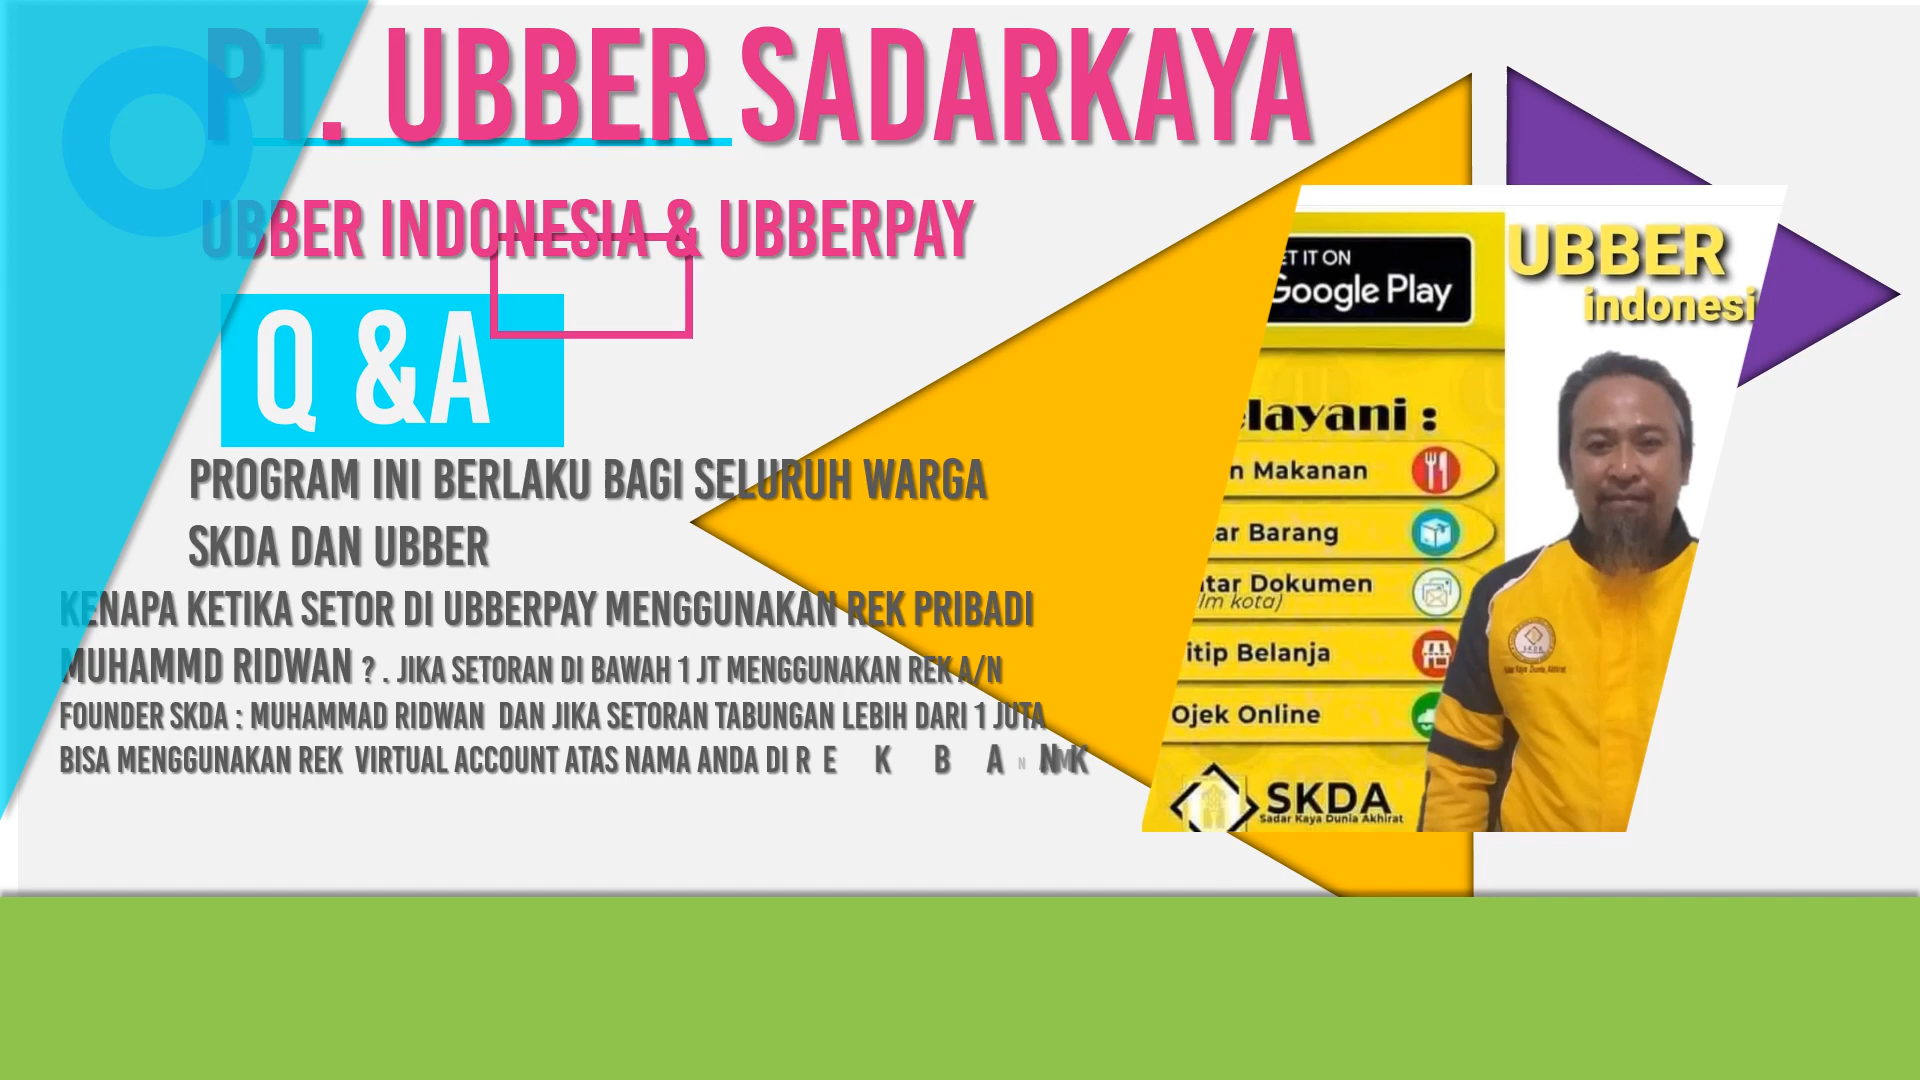 PT. UBBER SADARKAYA
UBBER INDONESIA & UBBERPAY
Q &A
PROGRAM INI BERLAKU BAGI SELURUH WARGA
SKDA DAN UBBER
KENAPA KETIKA SETOR DI UBBERPAY MENGGUNAKAN REK PRIBADI
MUHAMMD RIDWAN ? . JIKA SETORAN DI BAWAH 1 JT MENGGUNAKAN REK A/N
FOUNDER SKDA : MUHAMMAD RIDWAN DAN JIKA SETORAN TABUNGAN LEBIH DARI 1 JUTA
BISA MENGGUNAKAN REK VIRTUAL ACCOUNT ATAS NAMA ANDA DI R E K B A N K
ET IT ON
Google Play
elayani :
n Makanan
ar Barang
tar Dokumen
lm kota)
itip Belanja
Ojek Online
SKDA
Sadar Kaya Dunia Akhirat
UBBER
indonesi